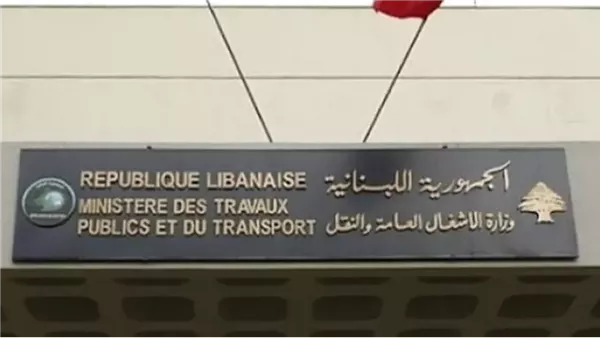 REPUBLIQUE LIBANAISE
MINISTERE DES TRAVAUX
PUBLICS ET DU TRANSPORT
الجمهورية اللبنانية
وزارة الاشغال العامة والنقل